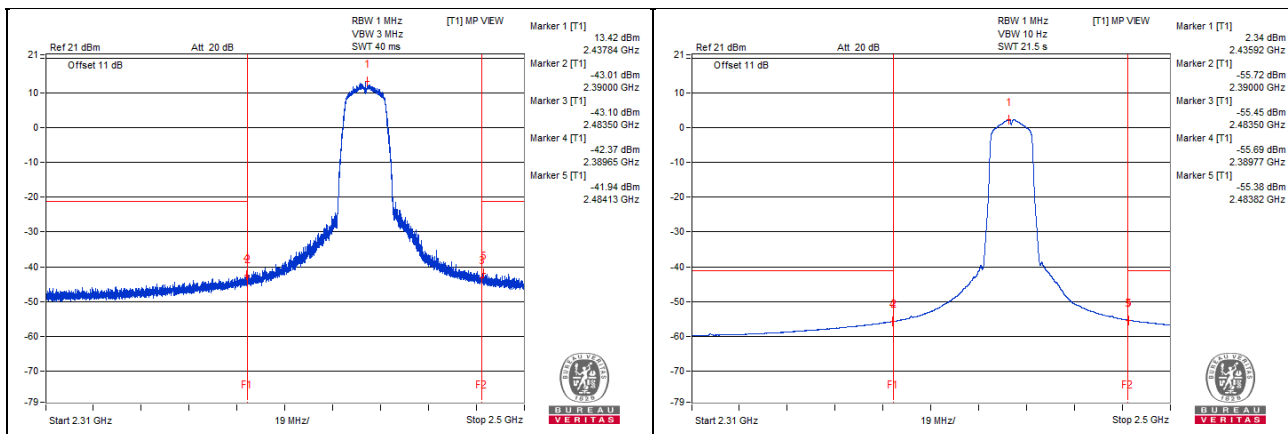 RBW 1 MHz
[T1] MP VIEW
VBW 3 MHz
Ref 21 dBm
Att 20 dB
SWT 40 ms
Offset 11 dB
Marker 1 [T1]
13.42 dBm
2.43784 GHz
Marker 2 [T1]
-43.01 dBm
2.39000 GHz
Marker 3 [T1]
-43.10 dBm
2.48350 GHz
Marker 4 [T1]
-42.37 dBm
2.38965 GHz
Marker 5 [T1]
-41.94 dBm
2.48413 GHz
21
10
0
-10
-20
-30
-40
-50
-60
-70
-79
1
F1
F2
Start 2.31 GHz
19 MHz/
Stop 2.5 GHz
BUREAU VERITAS
1828
BUREAU
VERITAS
RBW 1 MHz
[T1] MP VIEW
VBW 10 Hz
Ref 21 dBm
Att 20 dB
SWT 21.5 s
Offset 11 dB
Marker 1 [T1]
2.34 dBm
2.43592 GHz
Marker 2 [T1]
-55.72 dBm
2.39000 GHz
Marker 3 [T1]
-55.45 dBm
2.48350 GHz
Marker 4 [T1]
-55.69 dBm
2.38977 GHz
Marker 5 [T1]
-55.38 dBm
2.48382 GHz
21
10
0
-10
-20
-30
-40
-50
-60
-70
-79
1
F1
F2
Start 2.31 GHz
19 MHz/
Stop 2.5 GHz
BUREAU VERITAS
1828
BUREAU
VERITAS